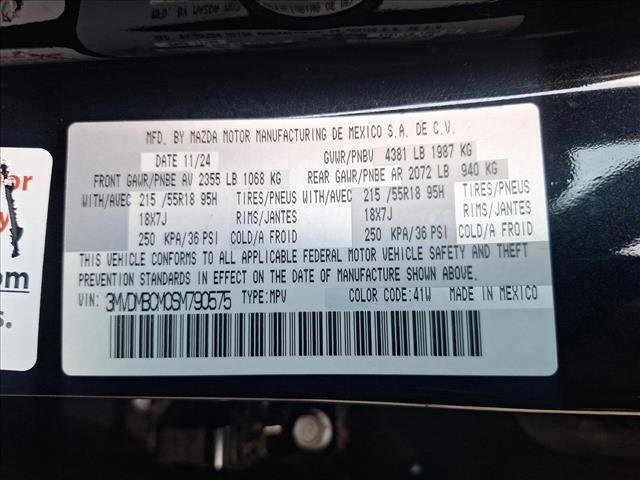 MFD. BY MAZDA MOTOR MANUFACTURING DE MEXICO S.A. DE C.V.
DATE 11/24 GVWR/PNBV 4381 LB 1987 KG
FRONT GAWR/PNBE AV 2355 LB 1068 KG REAR GAWR/PNBE AR 2072 LB 940 KG
WITH/AVEC 215 /55R18 95H TIRES/PNEUS WITH/AVEC 215 /55R18 95H TIRES/PNEUS
18X7J RIMS/JANTES 18X7J RIMS/JANTES
250 KPA/36 PSI COLD/A FROID 250 KPA/36 PSI COLD/A FROID
THIS VEHICLE CONFORMS TO ALL APPLICABLE FEDERAL MOTOR VEHICLE SAFETY AND THEFT
PREVENTION STANDARDS IN EFFECT ON THE DATE OF MANUFACTURE SHOWN ABOVE.
VIN: 3MVDMBCM0SM790575 TYPE:MPV COLOR CODE:41W MADE IN MEXICO
om
s.